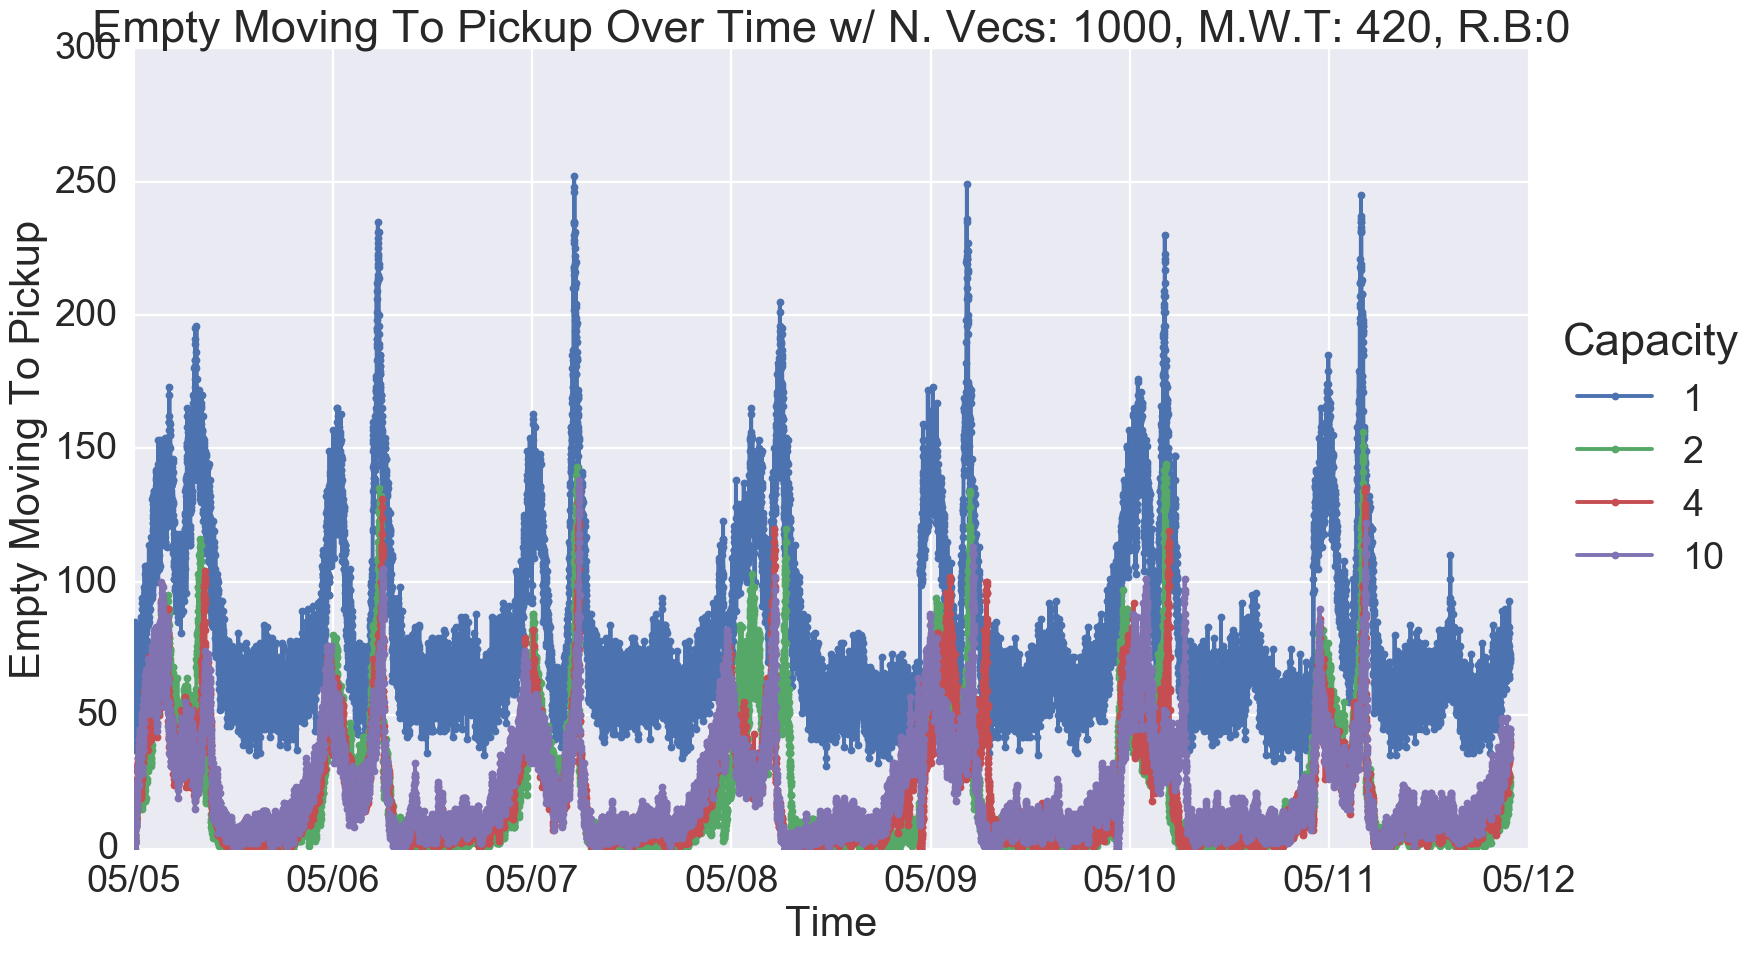 Empty Moving To Pickup Over Time w/ N. Vecs: 1000, M.W.T: 420, R.B:0
300
250
200
150
100
50
0
Empty Moving To Pickup
05/05 05/06 05/07 05/08 05/09 05/10 05/11 05/12
Time
Capacity
1
2
4
10